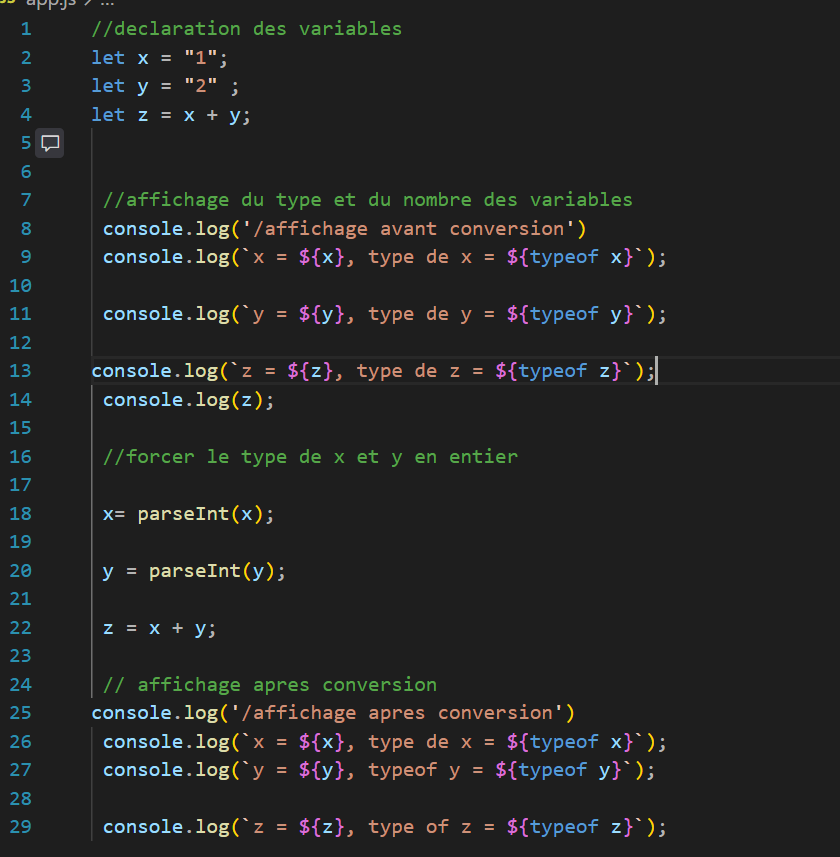 app.js > ...
1 //declaration des variables
2 let x = "1";
3 let y = "2" ;
4 let z = x + y;
5
6
7 //affichage du type et du nombre des variables
8 console.log('/affichage avant conversion')
9 console.log(`x = ${x}, type de x = ${typeof x}`);
10
11 console.log(`y = ${y}, type de y = ${typeof y}`);
12
13 console.log(`z = ${z}, type de z = ${typeof z}`);
14 console.log(z);
15
16 //forcer le type de x et y en entier
17
18 x= parseInt(x);
19
20 y = parseInt(y);
21
22 z = x + y;
23
24 // affichage apres conversion
25 console.log('/affichage apres conversion')
26 console.log(`x = ${x}, type de x = ${typeof x}`);
27 console.log(`y = ${y}, typeof y = ${typeof y}`);
28
29 console.log(`z = ${z}, type of z = ${typeof z}`);